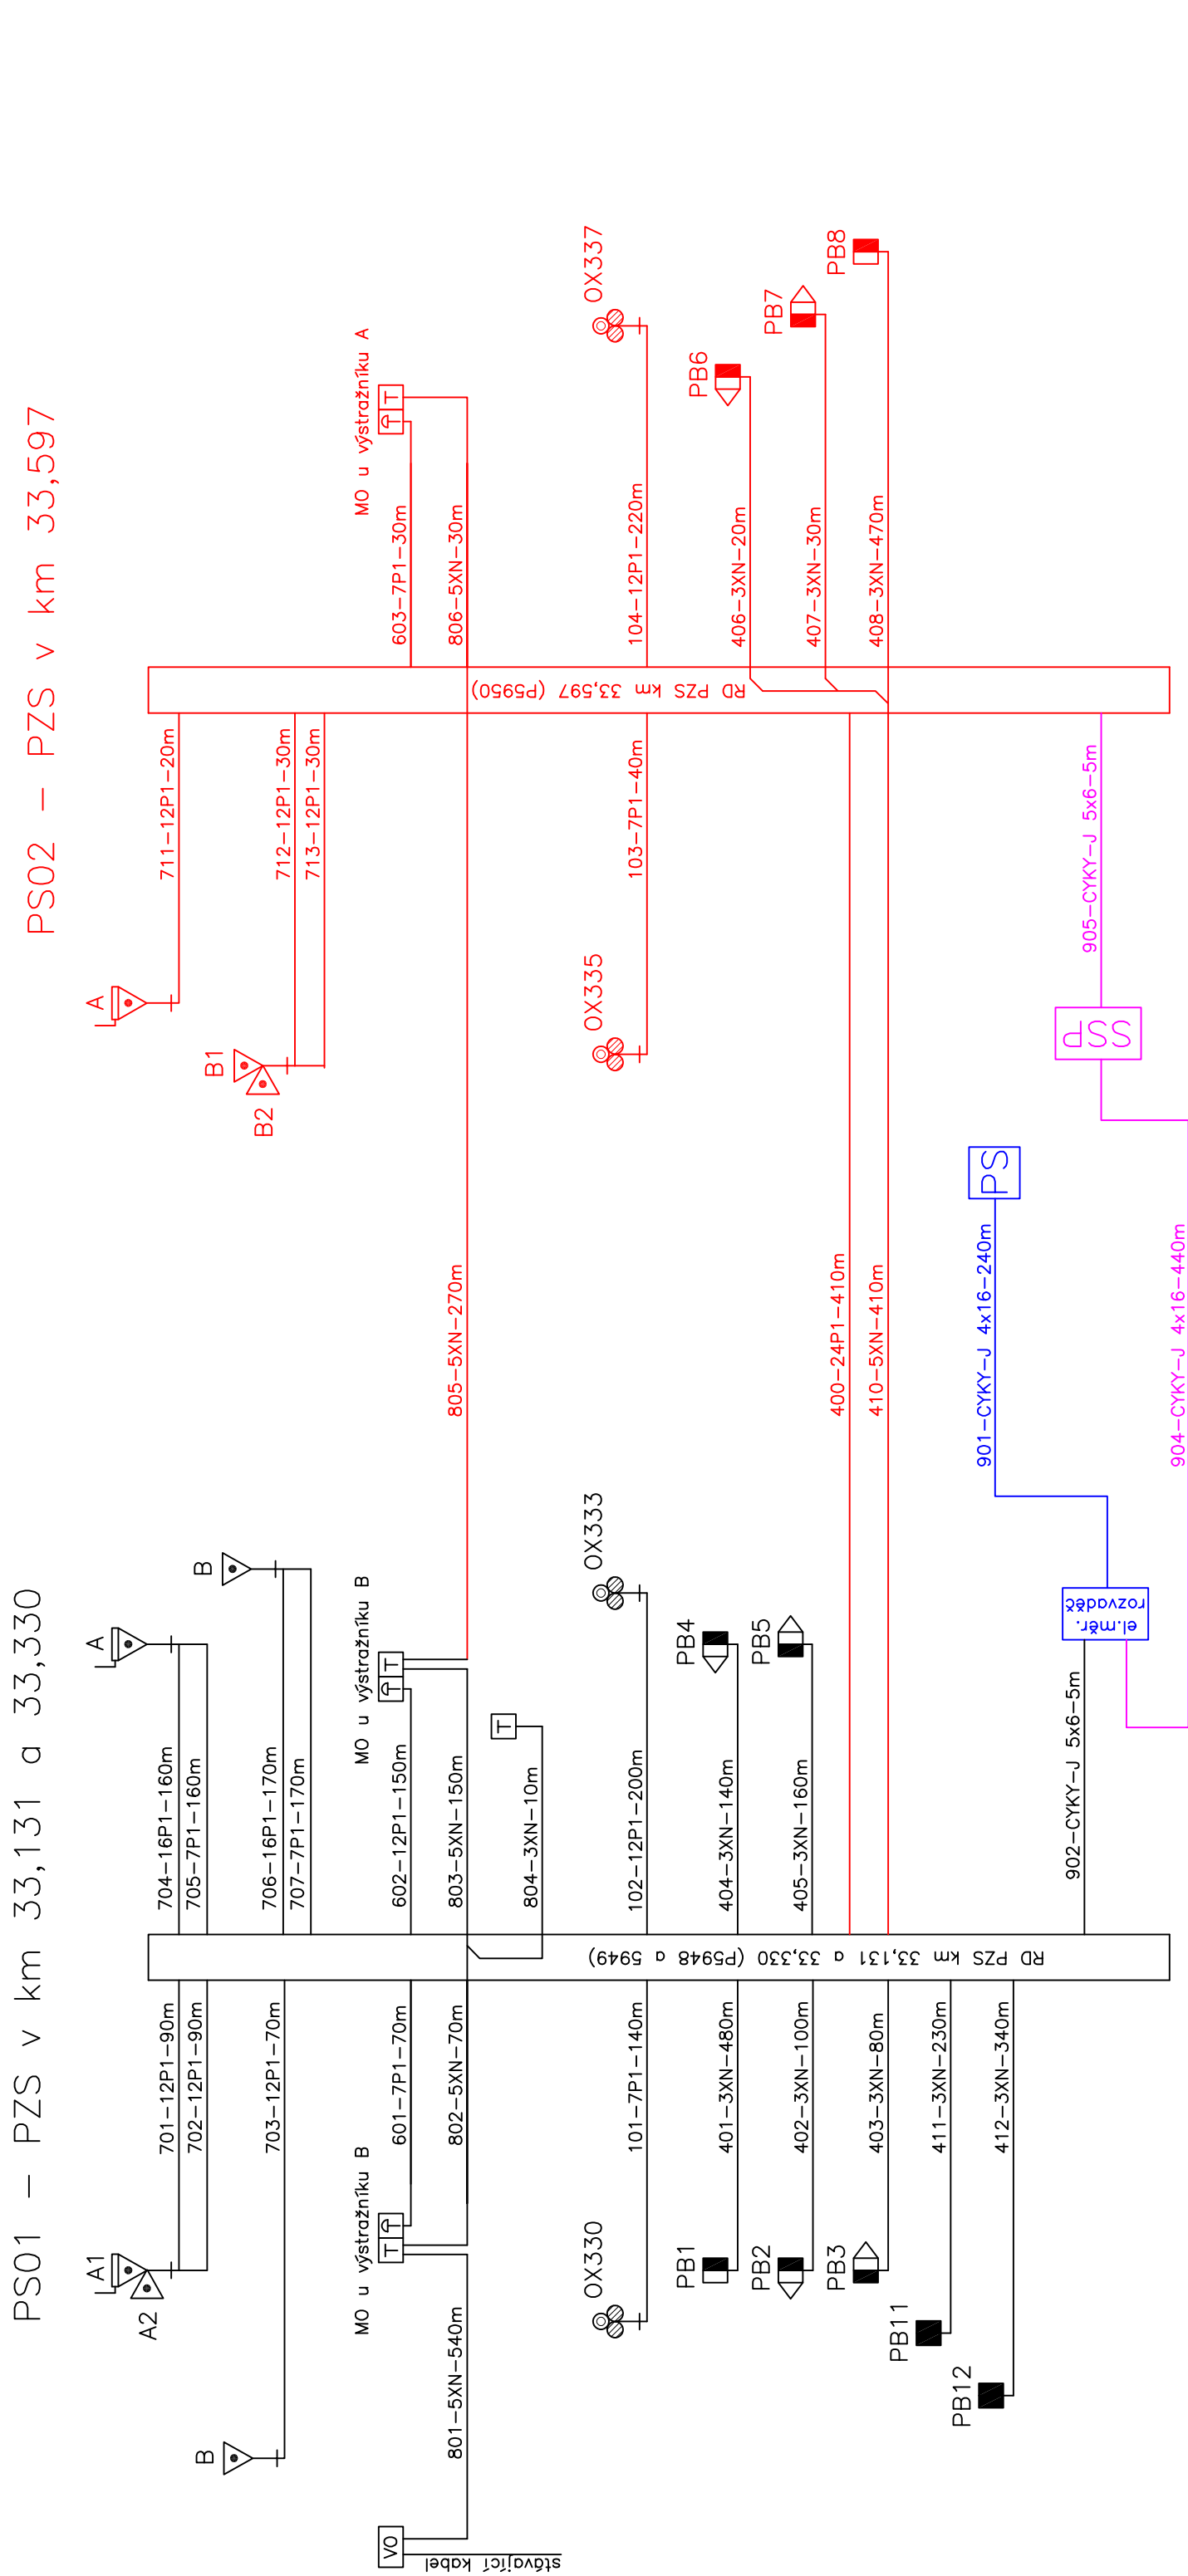 PS01 - PZS v km 33,131 a 33,330
PS02 - PZS v km 33,597
A1
A2
701-12P1-90m
702-12P1-90m
B
703-12P1-70m
MO u výstražníku B
T
T
601-7P1-70m
802-5XN-70m
801-5XN-540m
VO
stávající kabel
OX330
101-7P1-140m
PB1
401-3XN-480m
PB2
402-3XN-100m
PB3
403-3XN-80m
PB11
411-3XN-230m
PB12
412-3XN-340m
RD PZS km 33,131 a 33,330 (P5948 a 5949)
A
704-16P1-160m
705-7P1-160m
B
706-16P1-170m
707-7P1-170m
MO u výstražníku B
T
T
602-12P1-150m
803-5XN-150m
T
804-3XN-10m
OX333
102-12P1-200m
PB4
404-3XN-140m
PB5
405-3XN-160m
902-CYKY-J 5x6-5m
el.měr.
rozvaděč
901-CYKY-J 4x16-240m
PS
904-CYKY-J 4x16-440m
SSP
905-CYKY-J 5x6-5m
805-5XN-270m
400-24P1-410m
410-5XN-410m
A
711-12P1-20m
B1
B2
712-12P1-30m
713-12P1-30m
OX335
103-7P1-40m
RD PZS km 33,597 (P5950)
MO u výstražníku A
T
T
603-7P1-30m
806-5XN-30m
OX337
104-12P1-220m
PB6
406-3XN-20m
PB7
407-3XN-30m
PB8
408-3XN-470m